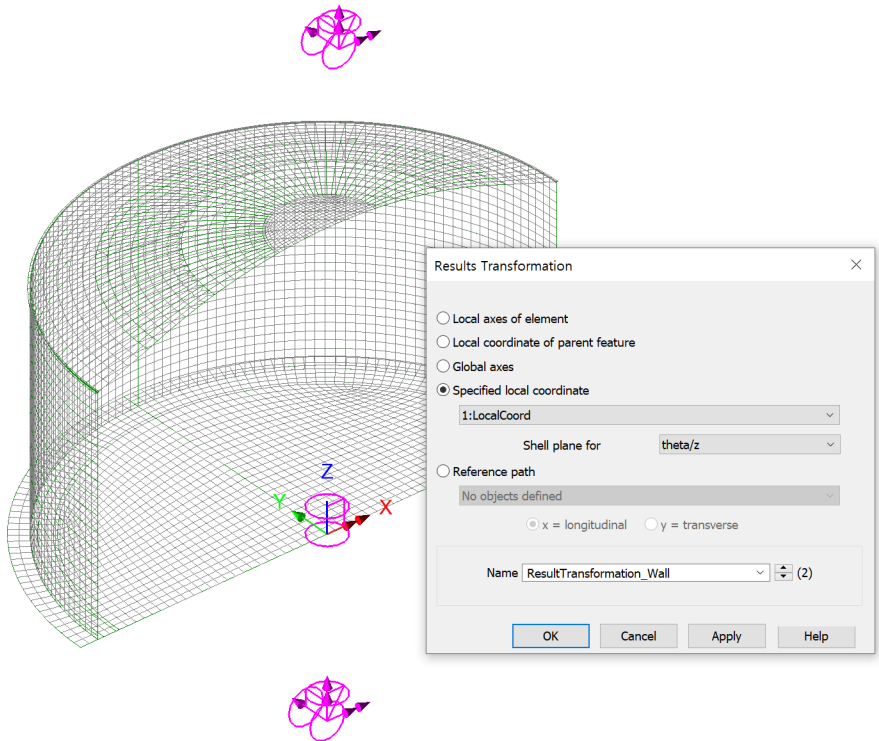 Results Transformation
Local axes of element
Local coordinate of parent feature
Global axes
Specified local coordinate
1:LocalCoord
Shell plane for theta/z
Reference path
No objects defined
x = longitudinal y = transverse
Name ResultTransformation_Wall (2)
OK Cancel Apply Help
Z
Y
X